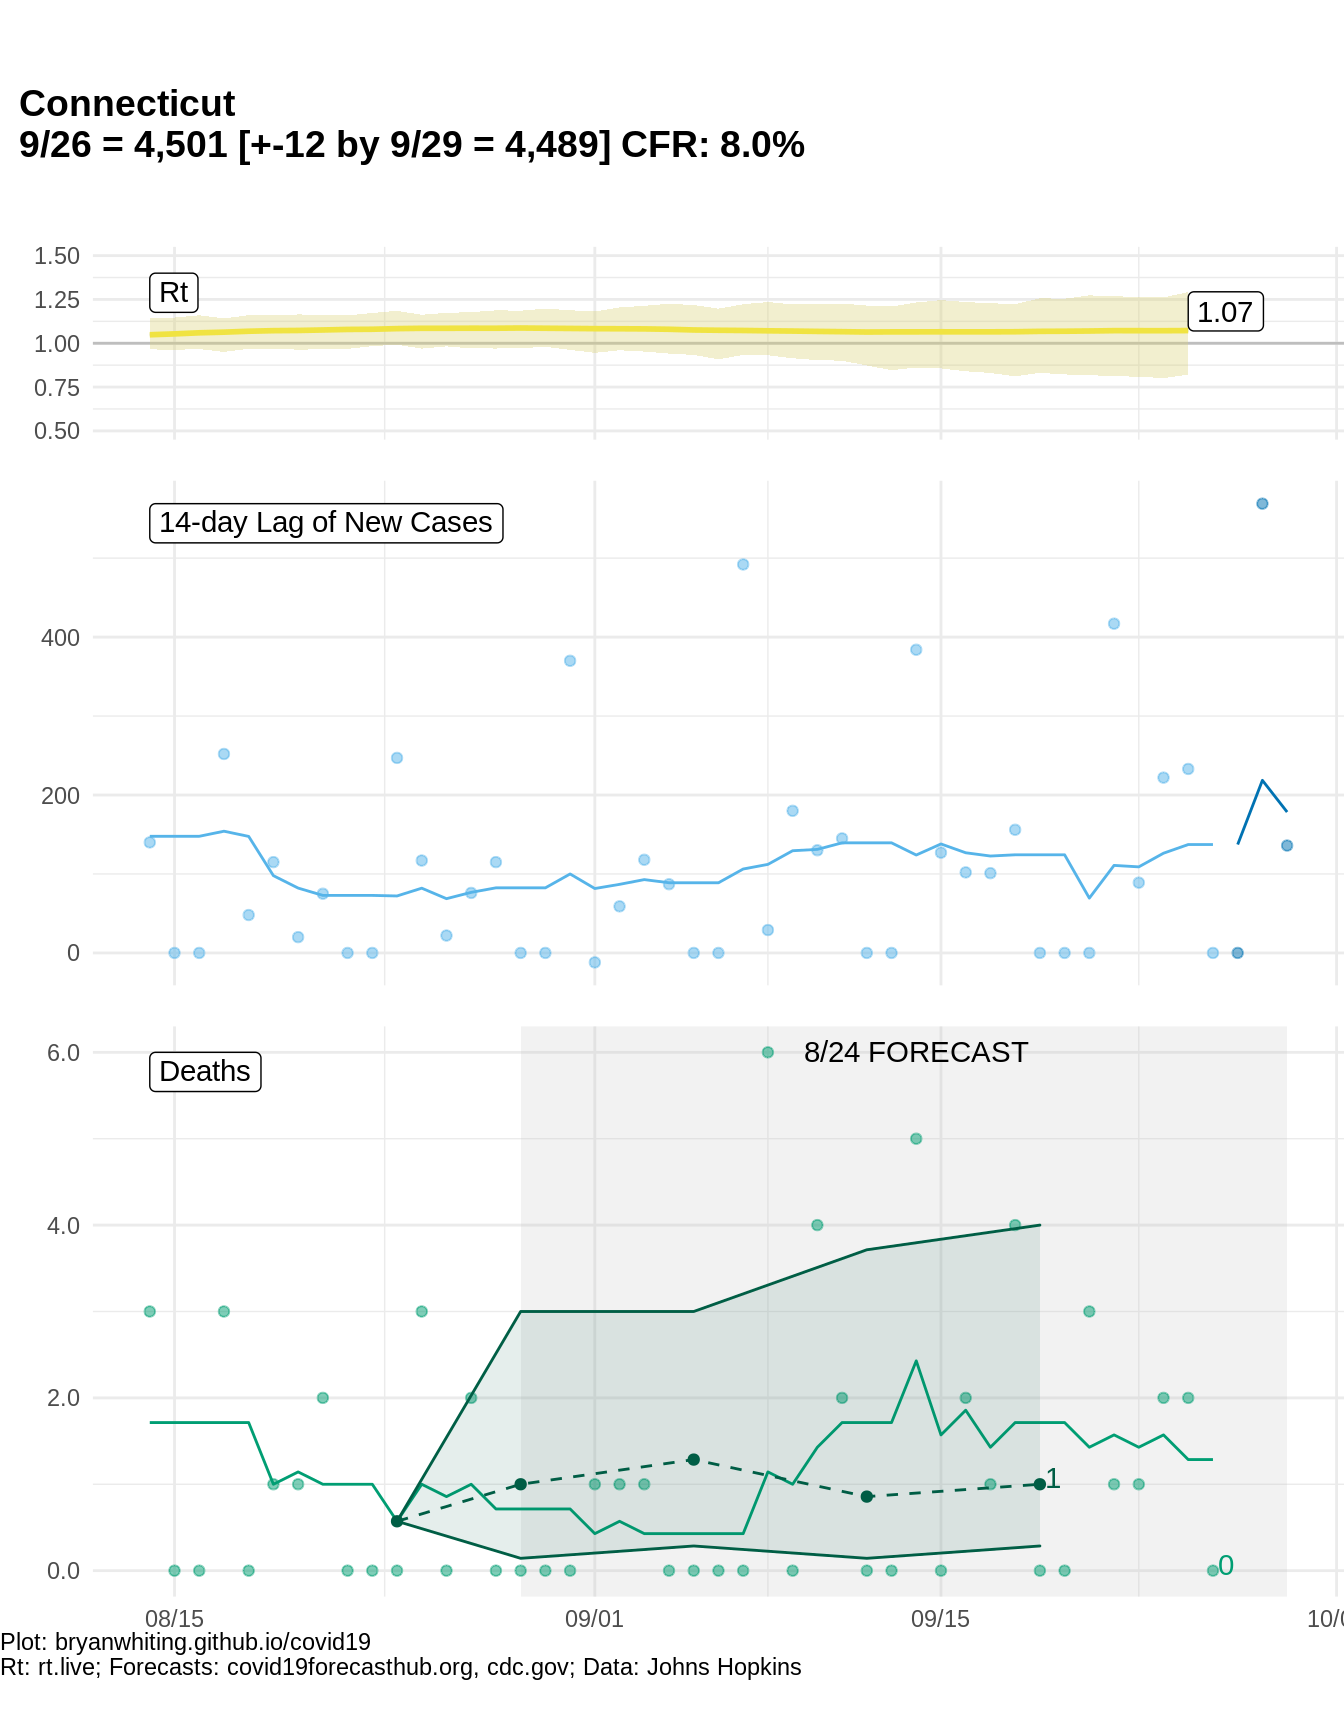 Connecticut
9/26 = 4,501 [+-12 by 9/29 = 4,489] CFR: 8.0%
1.50
Rt
1.25
1.07
1.00
0.75
0.50
14-day Lag of New Cases
400
200
0
6.0
8/24 FORECAST
Deaths
4.0
2.0
1
0.0
0
08/15
09/01
09/15
10/0
Plot: bryanwhiting.github.io/covid19
Rt: rt.live; Forecasts: covid19forecasthub.org, cdc.gov; Data: Johns Hopkins